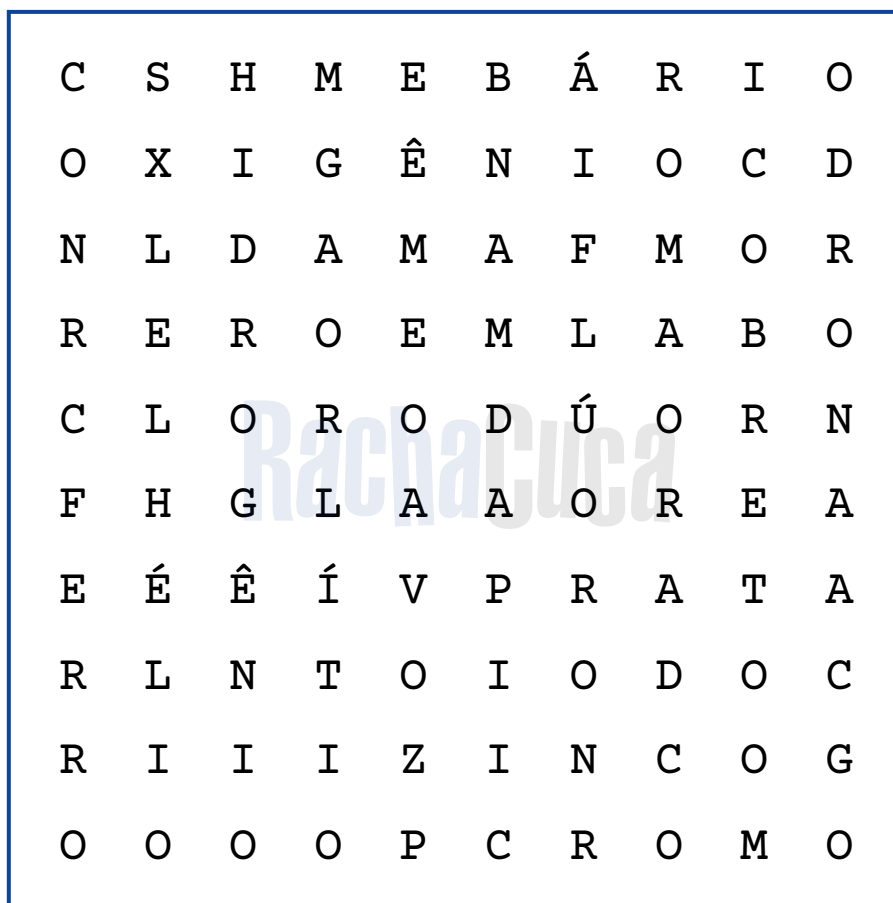 C S H M E B Á R I O
O X I G Ê N I O C D
N L D A M A F M O R
R E R O E M L A B O
C L O R O D Ú O R N
F H G L A A O R E A
E É Ê Í V P R A T A
R L N T O I O D O C
R I I I Z I N C O G
O O O O P C R O M O
RachaCuca